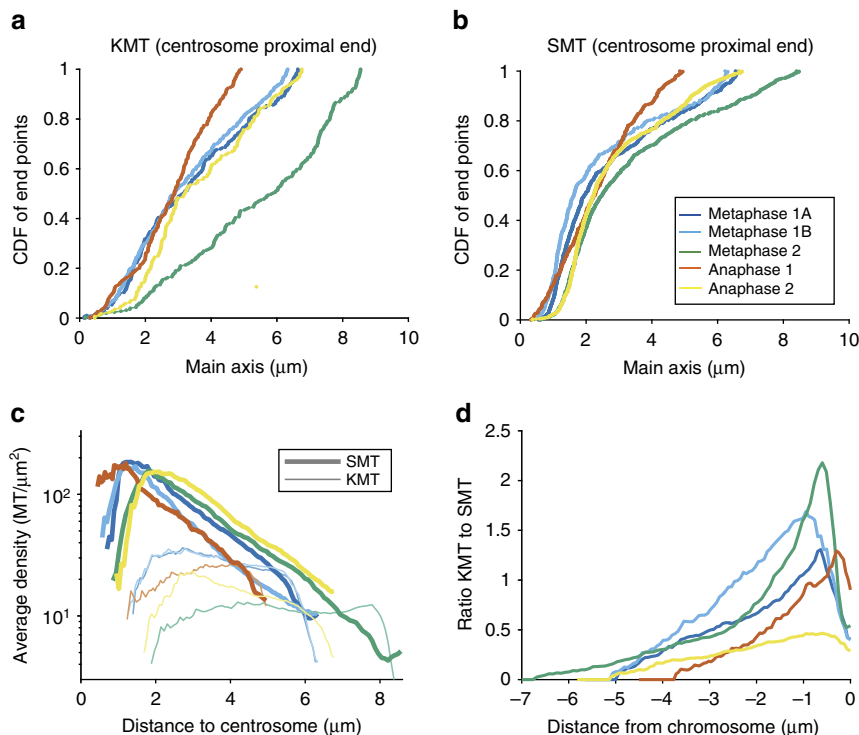 a
KMT (centrosome proximal end)
1
0.8
0.6
0.4
0.2
0
CDF of end points
0 2 4 6 8 10
Main axis (μm)
b
SMT (centrosome proximal end)
1
0.8
0.6
0.4
0.2
0
CDF of end points
Metaphase 1A
Metaphase 1B
Metaphase 2
Anaphase 1
Anaphase 2
0 2 4 6 8 10
Main axis (μm)
c
SMT
KMT
10²
10¹
Average density (MT/μm²)
0 2 4 6 8
Distance to centrosome (μm)
d
2.5
2
1.5
1
0.5
0
Ratio KMT to SMT
−7 −6 −5 −4 −3 −2 −1 0
Distance from chromosome (μm)